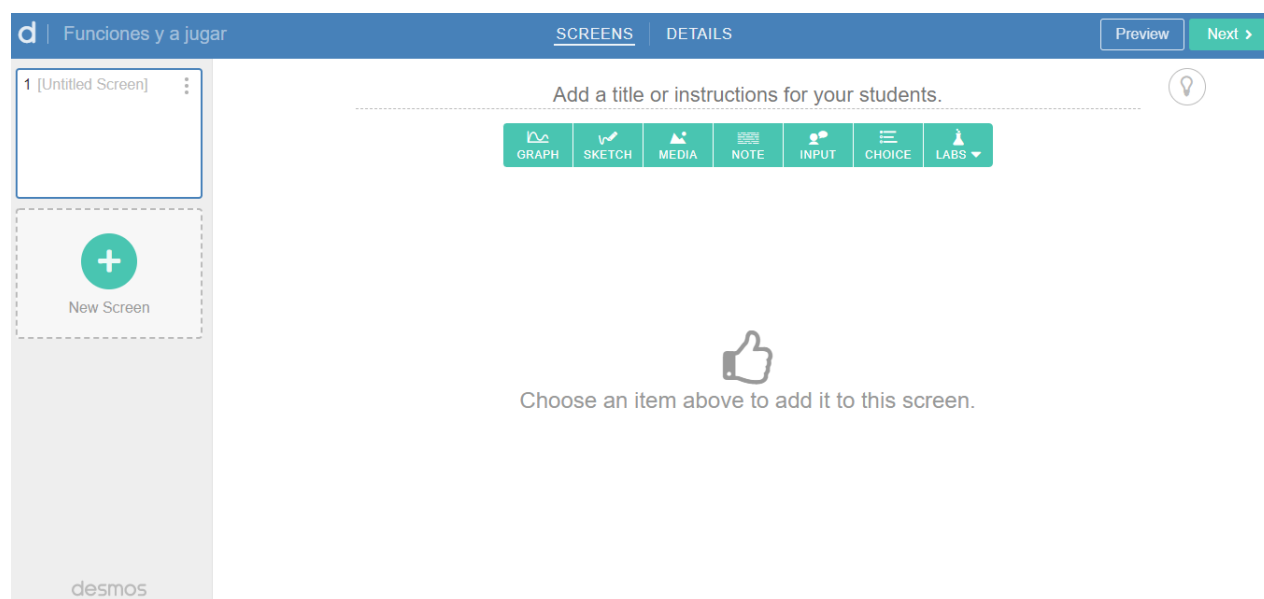 d | Funciones y a jugar
SCREENS
DETAILS
Preview
Next >
1 [Untitled Screen]
Add a title or instructions for your students.
GRAPH
SKETCH
MEDIA
NOTE
INPUT
CHOICE
LABS
New Screen
Choose an item above to add it to this screen.
desmos